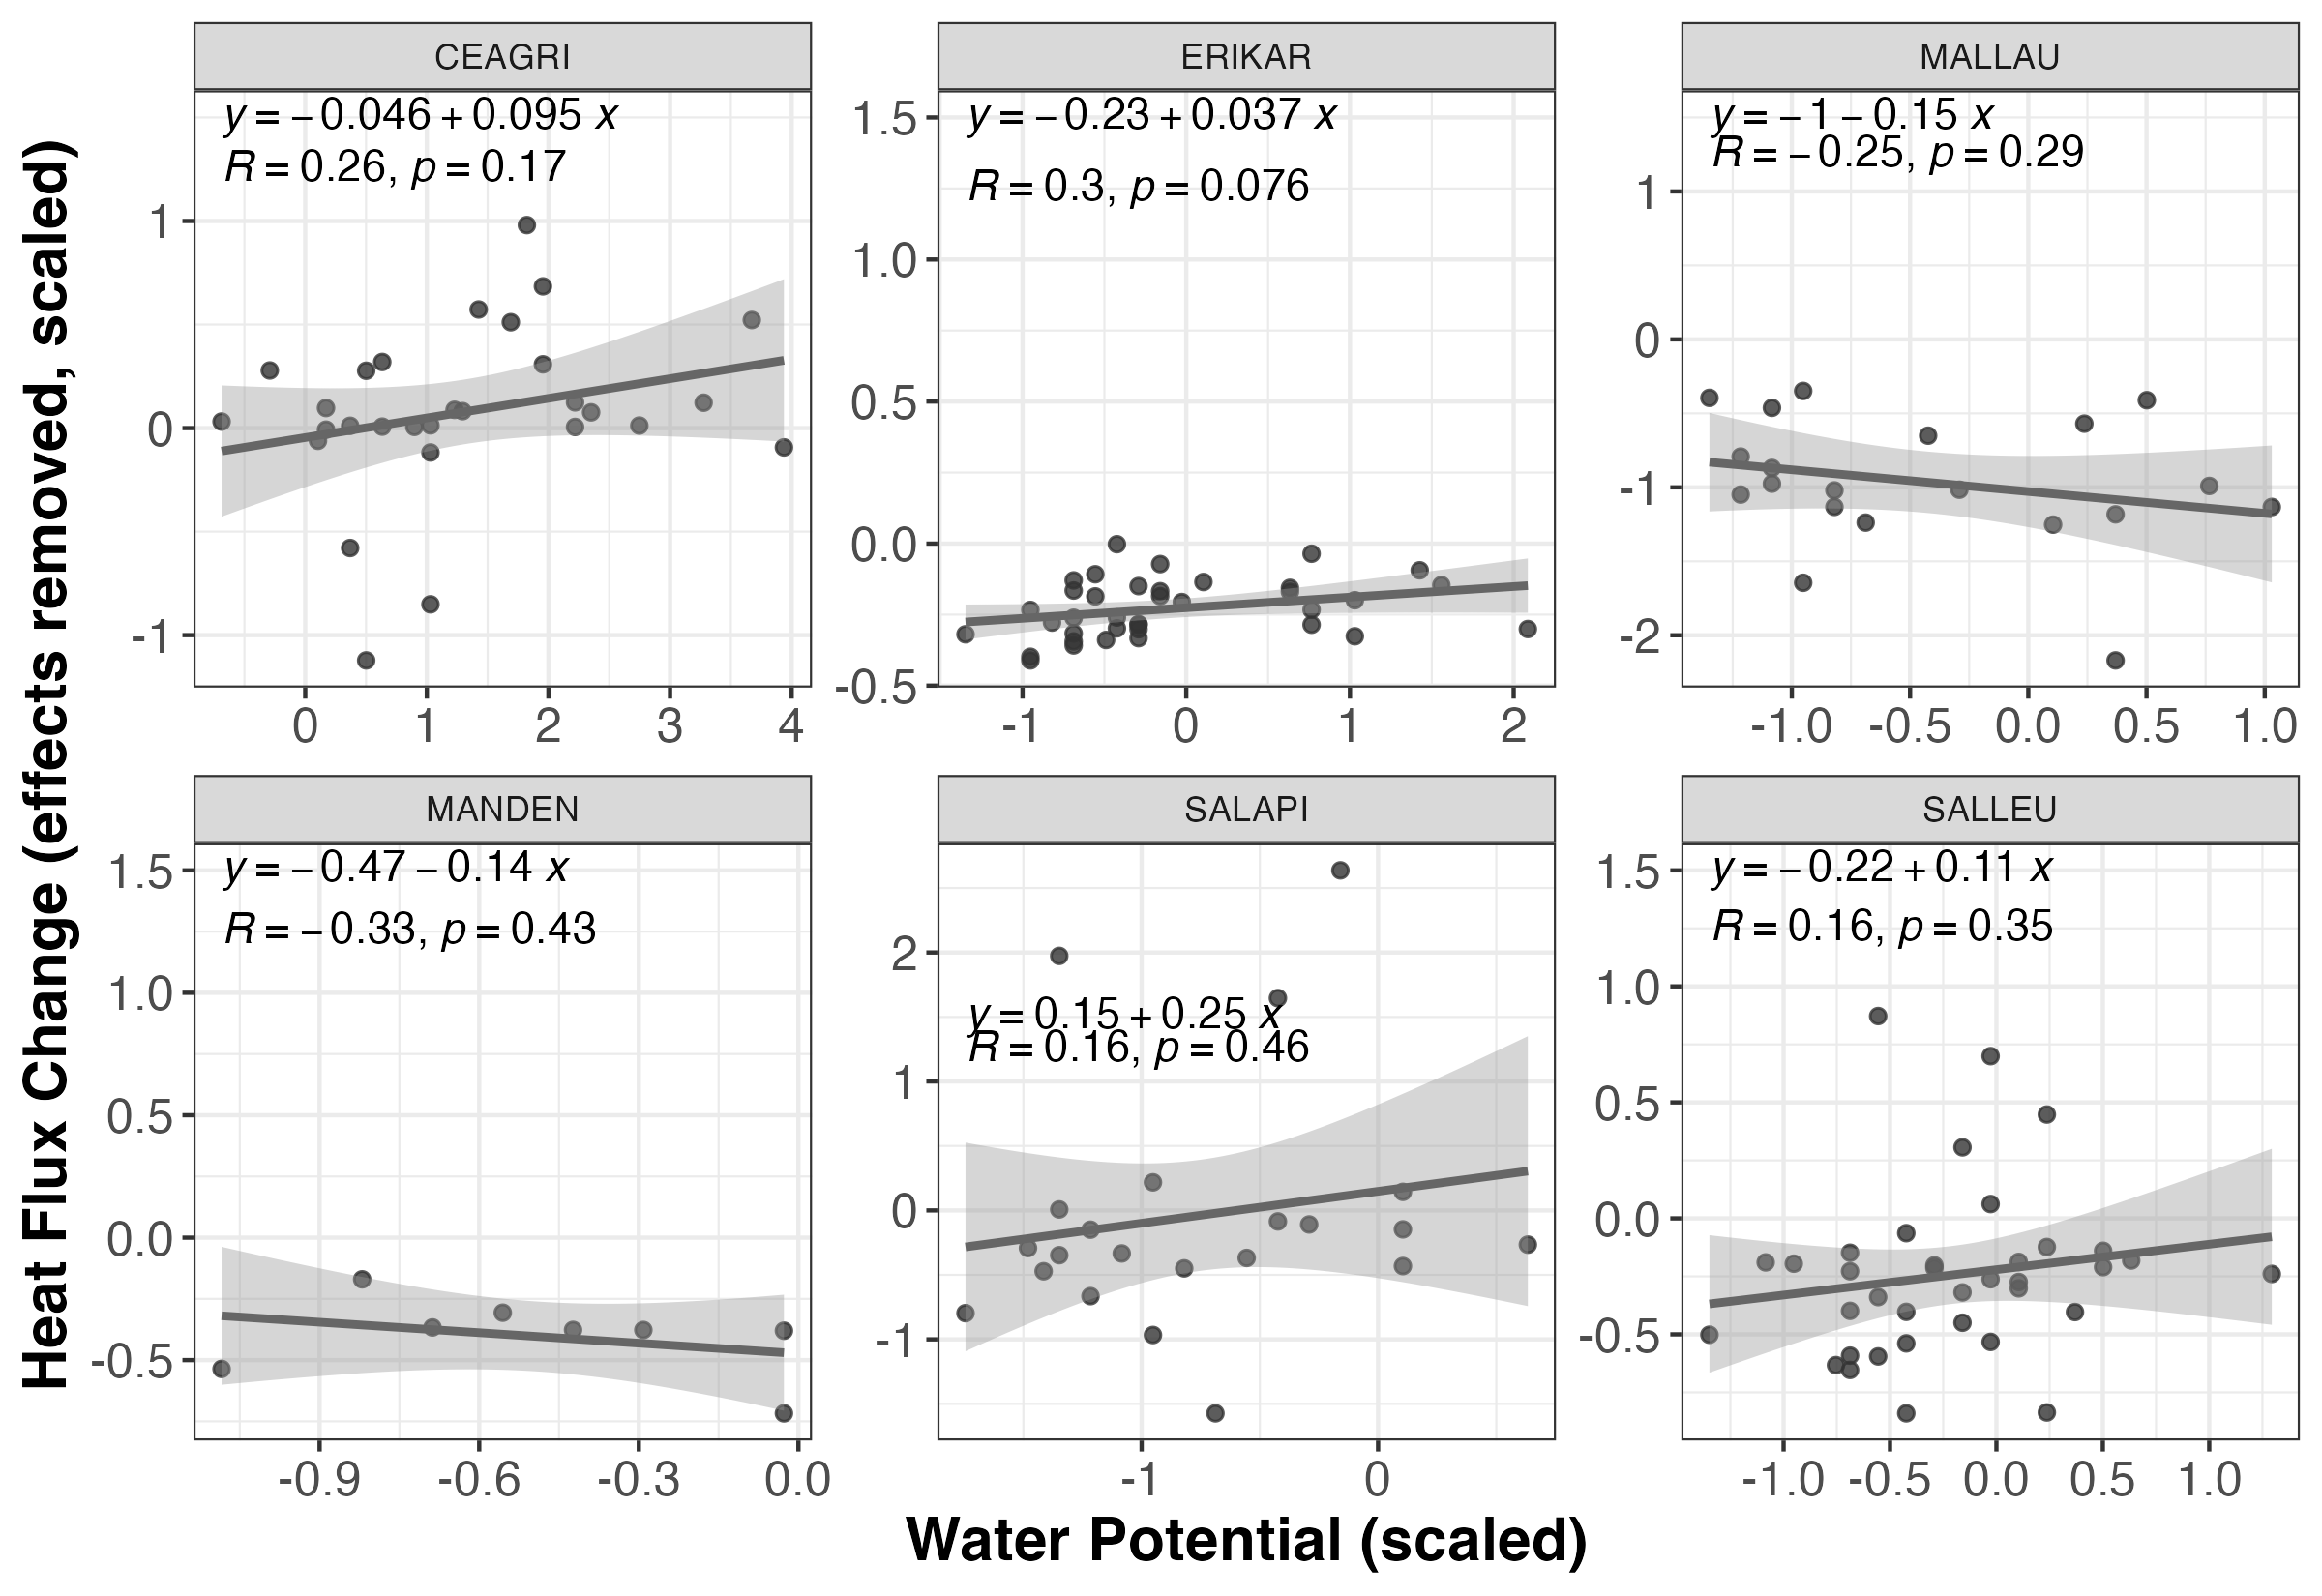 Heat Flux Change (effects removed, scaled)
CEAGRI
y = −0.046 + 0.095 x
R = 0.26, p = 0.17
1
0
-1
0 1 2 3 4
ERIKAR
y = −0.23 + 0.037 x
R = 0.3, p = 0.076
1.5
1.0
0.5
0.0
-0.5
-1 0 1 2
MALLAU
y = −1 − 0.15 x
R = −0.25, p = 0.29
1
0
-1
-2
-1.0 -0.5 0.0 0.5 1.0
MANDEN
y = −0.47 − 0.14 x
R = −0.33, p = 0.43
1.5
1.0
0.5
0.0
-0.5
-0.9 -0.6 -0.3 0.0
SALAPI
y = 0.15 + 0.25 x
R = 0.16, p = 0.46
2
1
0
-1
-1 0
SALLEU
y = −0.22 + 0.11 x
R = 0.16, p = 0.35
1.5
1.0
0.5
0.0
-0.5
-1.0 -0.5 0.0 0.5 1.0
Water Potential (scaled)